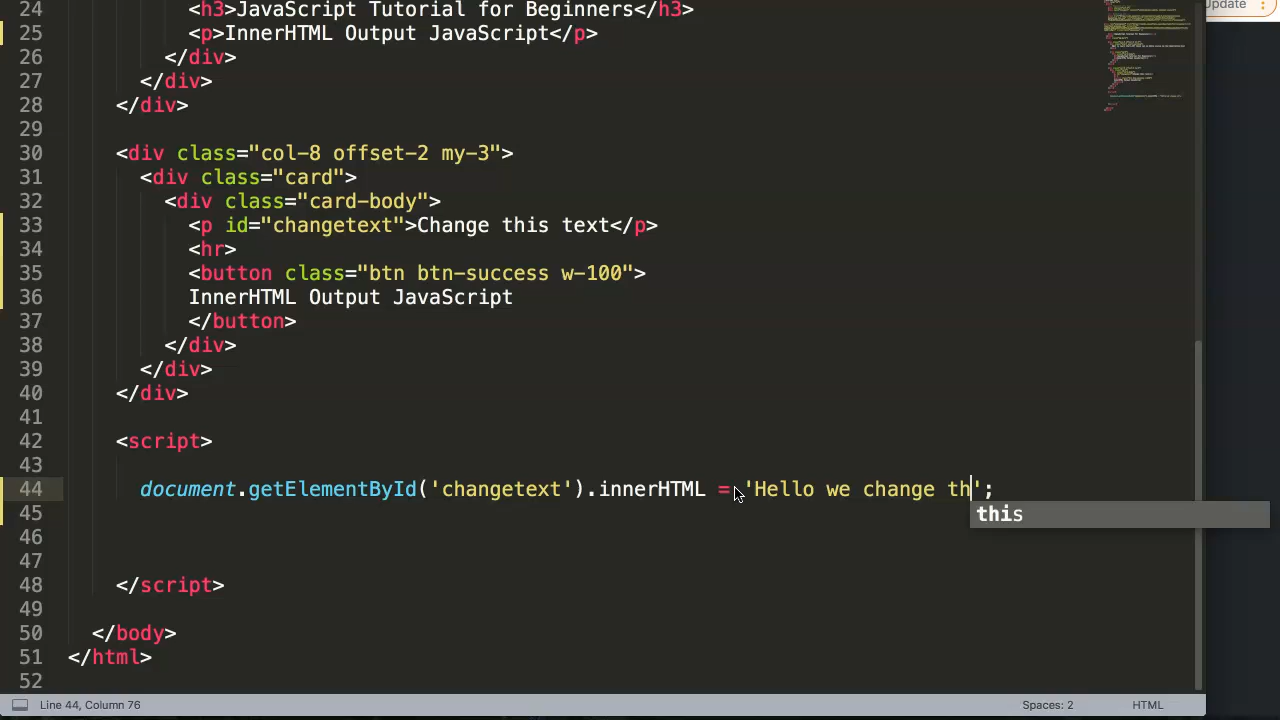 Update
24 <h3>JavaScript Tutorial for Beginners</h3>
25 <p>InnerHTML Output JavaScript</p>
26 </div>
27 </div>
28 </div>
29
30 <div class="col-8 offset-2 my-3">
31 <div class="card">
32 <div class="card-body">
33 <p id="changetext">Change this text</p>
34 <hr>
35 <button class="btn btn-success w-100">
36 InnerHTML Output JavaScript
37 </button>
38 </div>
39 </div>
40 </div>
41
42 <script>
43
44 document.getElementById('changetext').innerHTML = 'Hello we change th';
this
45
46
47
48 </script>
49
50 </body>
51 </html>
52
Line 44, Column 76
Spaces: 2
HTML